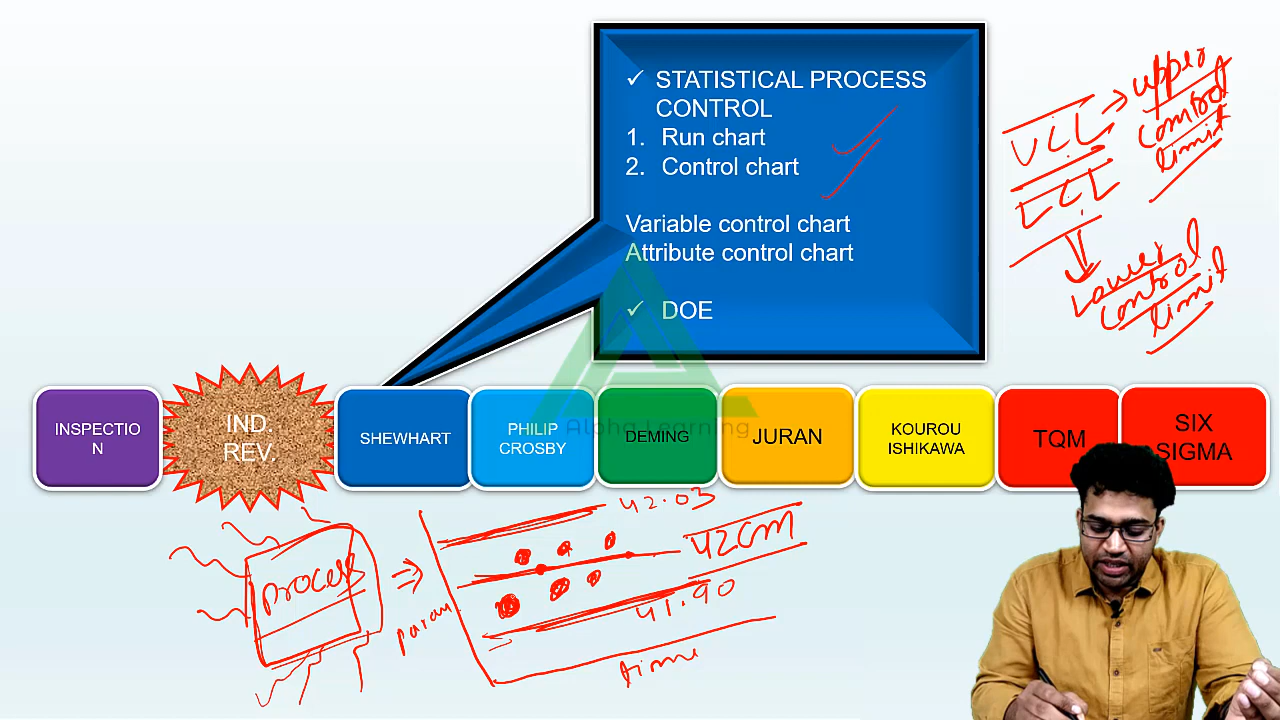 ✓ STATISTICAL PROCESS
CONTROL
1. Run chart
2. Control chart
Variable control chart
Attribute control chart
✓ DOE
UCL → upper
control
limit
LCL
Lower
control
limit
INSPECTIO
N
IND.
REV.
SHEWHART
PHILIP
CROSBY
DEMING
JURAN
KOUROU
ISHIKAWA
TQM
SIX
SIGMA
Alpha Learning
process
param
42.03
42cm
41.90
time